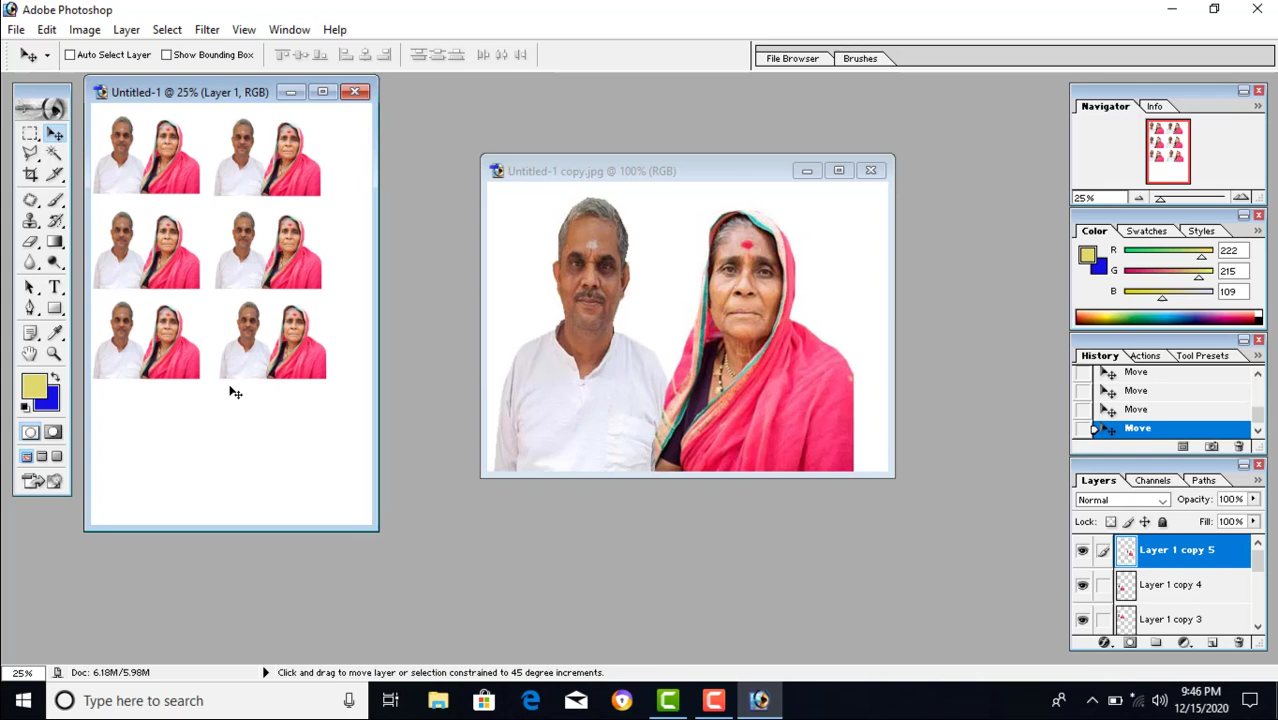 Adobe Photoshop
File Edit Image Layer Select Filter View Window Help
Auto Select Layer Show Bounding Box
File Browser Brushes
Untitled-1 @ 25% (Layer 1, RGB)
Untitled-1 copy.jpg @ 100% (RGB)
Navigator Info
25%
Color Swatches Styles
R 222
G 215
B 109
History Actions Tool Presets
Move
Move
Move
Move
Layers Channels Paths
Normal Opacity: 100%
Lock: Fill: 100%
Layer 1 copy 5
Layer 1 copy 4
Layer 1 copy 3
25% Doc: 6.18M/5.98M Click and drag to move layer or selection constrained to 45 degree increments.
Type here to search
9:46 PM
12/15/2020